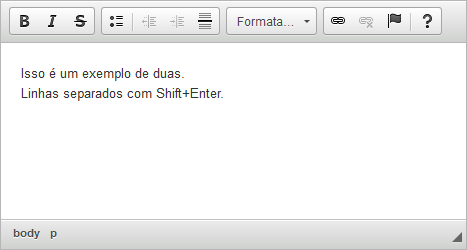 B I S Formata... ?
Isso é um exemplo de duas.
Linhas separados com Shift+Enter.
body p